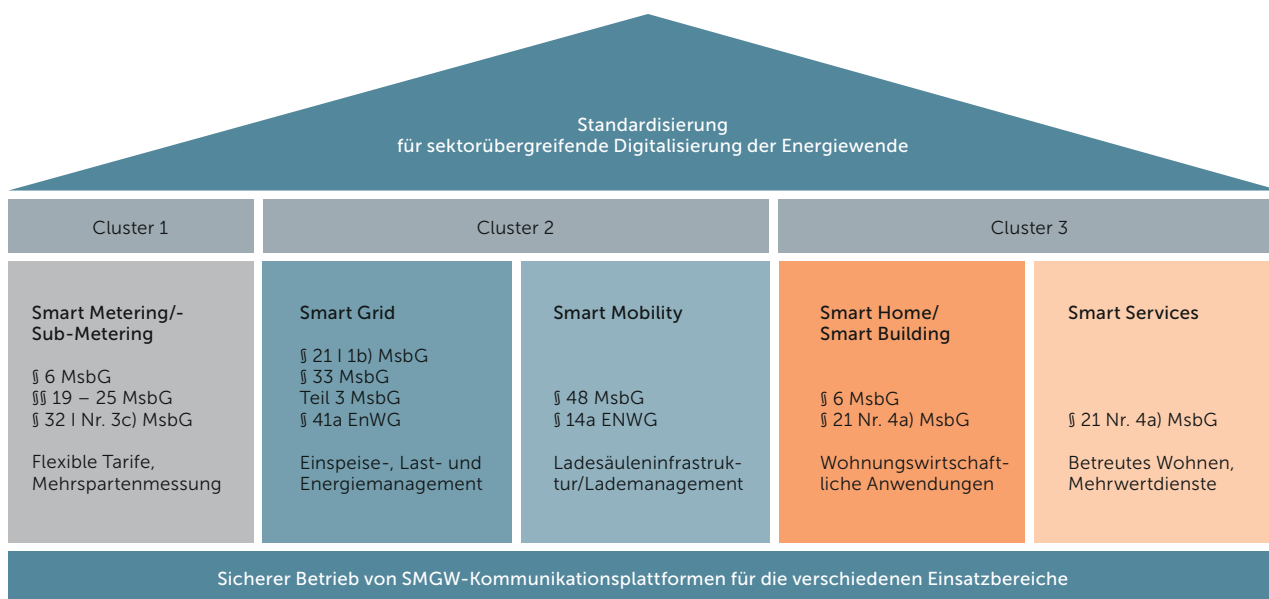 Standardisierung
für sektorübergreifende Digitalisierung der Energiewende
Cluster 1
Cluster 2
Cluster 3
Smart Metering/-
Sub-Metering
§ 6 MsbG
§§ 19 – 25 MsbG
§ 32 I Nr. 3c) MsbG
Flexible Tarife,
Mehrspartenmessung
Smart Grid
§ 21 I 1b) MsbG
§ 33 MsbG
Teil 3 MsbG
§ 41a EnWG
Einspeise-, Last- und
Energiemanagement
Smart Mobility
§ 48 MsbG
§ 14a ENWG
Ladesäuleninfrastruk-
tur/Lademanagement
Smart Home/
Smart Building
§ 6 MsbG
§ 21 Nr. 4a) MsbG
Wohnungswirtschaft-
liche Anwendungen
Smart Services
§ 21 Nr. 4a) MsbG
Betreutes Wohnen,
Mehrwertdienste
Sicherer Betrieb von SMGW-Kommunikationsplattformen für die verschiedenen Einsatzbereiche